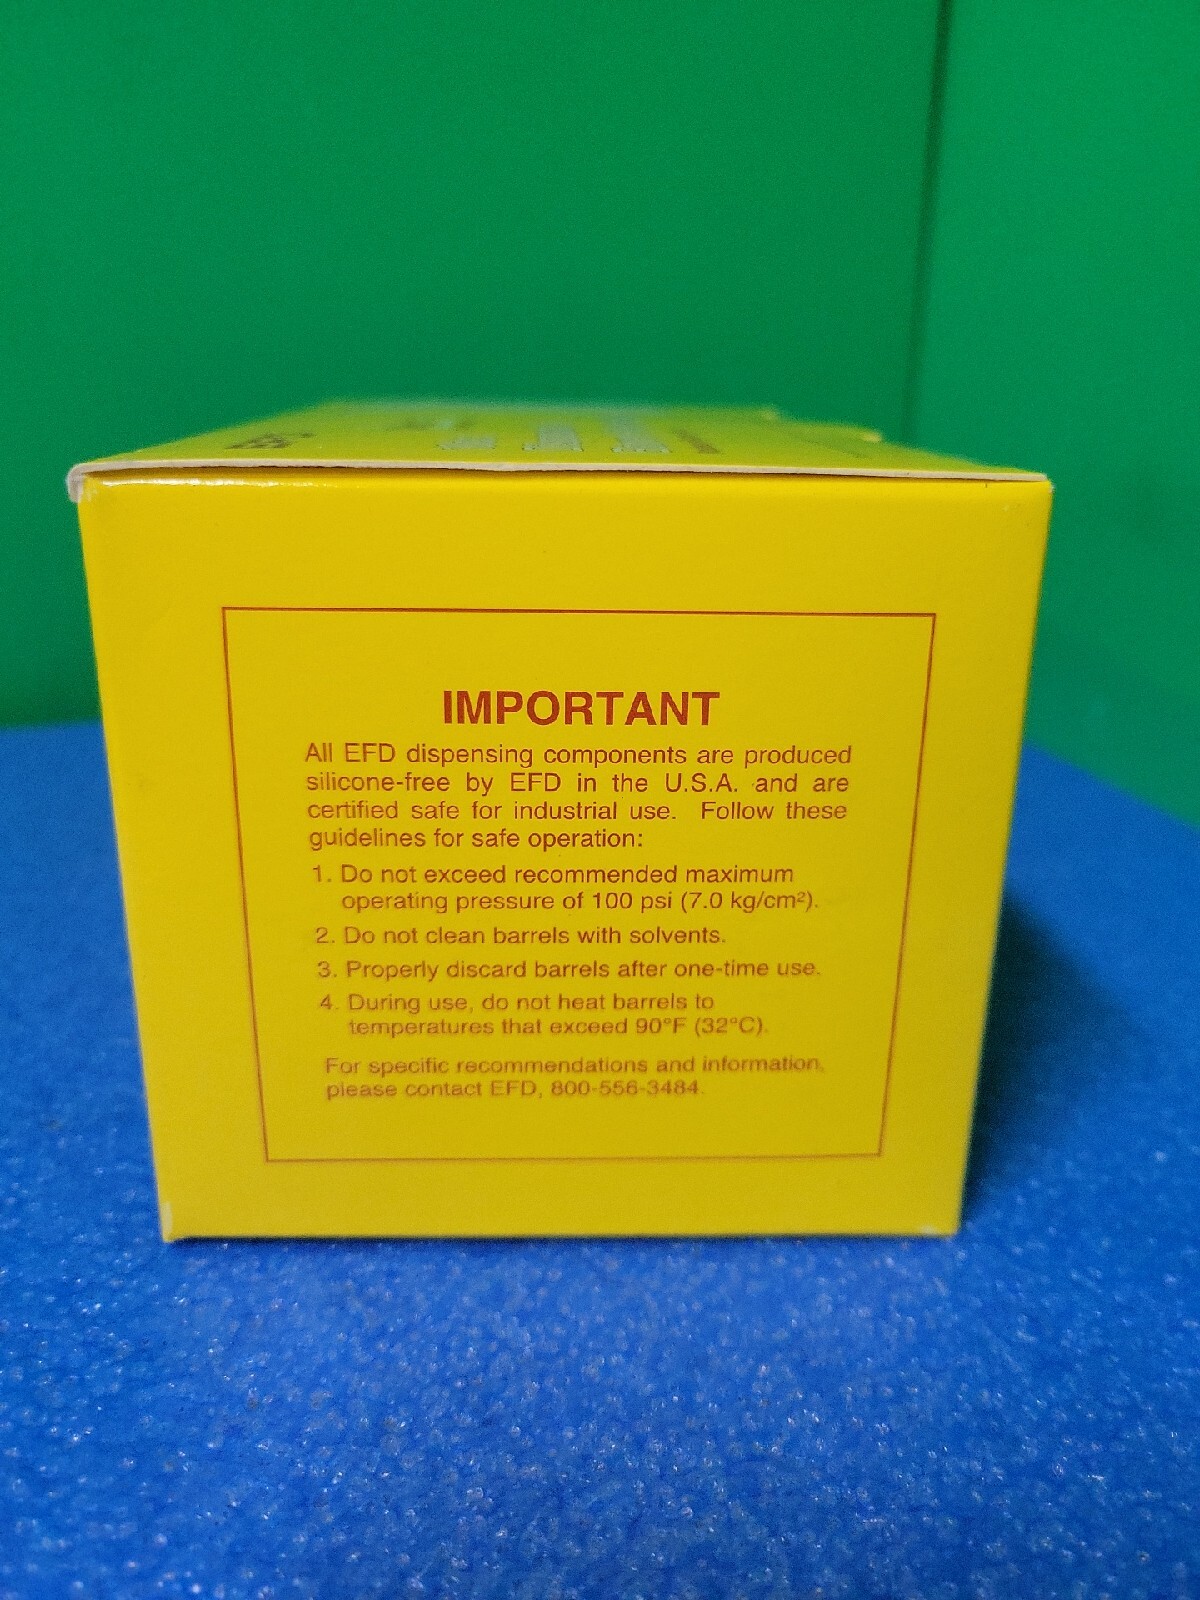 IMPORTANT
All EFD dispensing components are produced
silicone-free by EFD in the U.S.A. and are
certified safe for industrial use. Follow these
guidelines for safe operation:
1. Do not exceed recommended maximum
operating pressure of 100 psi (7.0 kg/cm²).
2. Do not clean barrels with solvents.
3. Properly discard barrels after one-time use.
4. During use, do not heat barrels to
temperatures that exceed 90°F (32°C).
For specific recommendations and information,
please contact EFD, 800-556-3484.